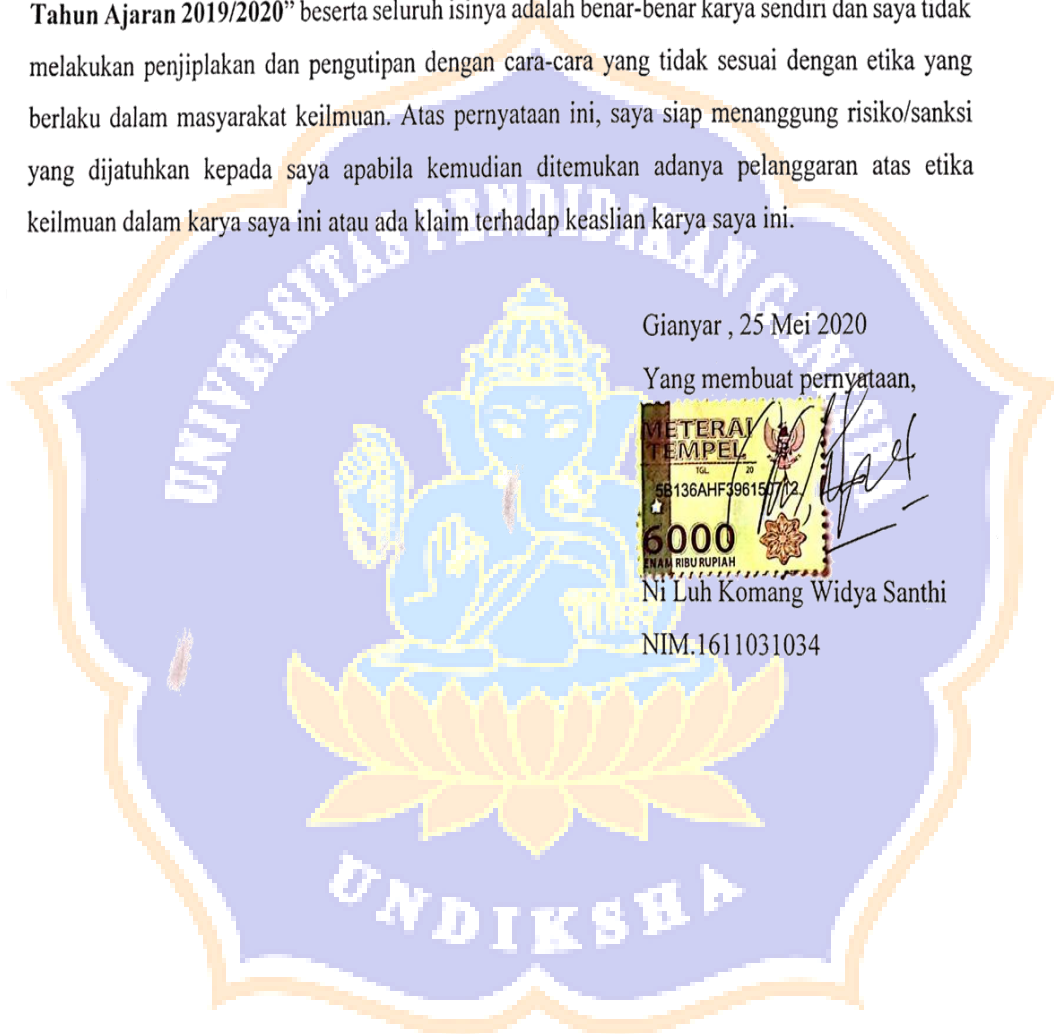 Tahun Ajaran 2019/2020” beserta seluruh isinya adalah benar-benar karya sendiri dan saya tidak
melakukan penjiplakan dan pengutipan dengan cara-cara yang tidak sesuai dengan etika yang
berlaku dalam masyarakat keilmuan. Atas pernyataan ini, saya siap menanggung risiko/sanksi
yang dijatuhkan kepada saya apabila kemudian ditemukan adanya pelanggaran atas etika
keilmuan dalam karya saya ini atau ada klaim terhadap keaslian karya saya ini.
UNIVERSITAS PENDIDIKAN GANESHA
Gianyar , 25 Mei 2020
Yang membuat pernyataan,
METERAI
TEMPEL
TGL 20
5B136AHF396150712
6000
ENAM RIBU RUPIAH
Ni Luh Komang Widya Santhi
NIM.1611031034
UNDIKSHA